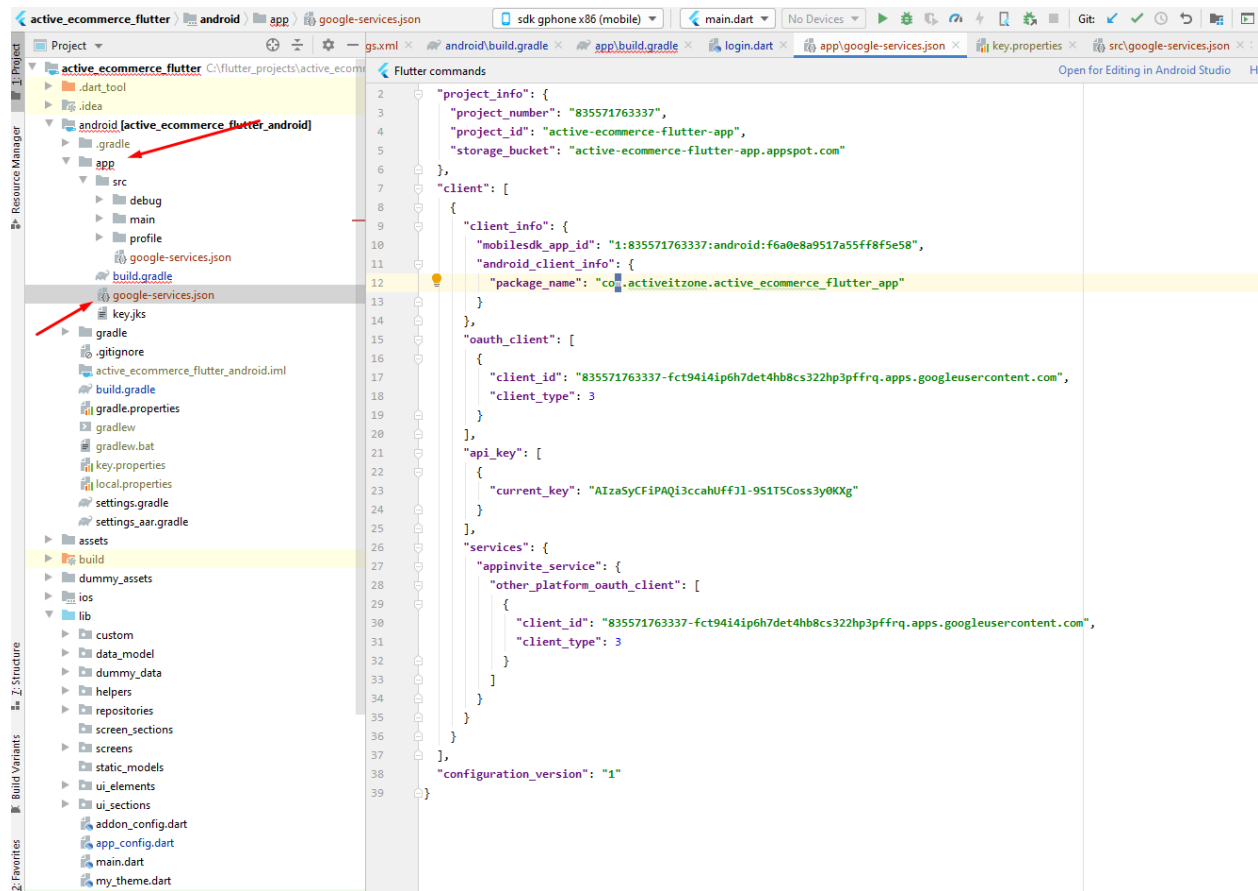 active_ecommerce_flutter android app google-services.json sdk gphone x86 (mobile) main.dart No Devices Git:
Project gs.xml android\build.gradle app\build.gradle login.dart app\google-services.json key.properties src\google-services.json
1: Project
Resource Manager
7: Structure
Build Variants
2: Favorites
active_ecommerce_flutter C:\flutter_projects\active_ecomm
.dart_tool
.idea
android [active_ecommerce_flutter_android]
.gradle
app
src
debug
main
profile
google-services.json
build.gradle
google-services.json
key.jks
gradle
.gitignore
active_ecommerce_flutter_android.iml
build.gradle
gradle.properties
gradlew
gradlew.bat
key.properties
local.properties
settings.gradle
settings_aar.gradle
assets
build
dummy_assets
ios
lib
custom
data_model
dummy_data
helpers
repositories
screen_sections
screens
static_models
ui_elements
ui_sections
addon_config.dart
app_config.dart
main.dart
my_theme.dart
Flutter commands Open for Editing in Android Studio H
2 "project_info": {
3 "project_number": "835571763337",
4 "project_id": "active-ecommerce-flutter-app",
5 "storage_bucket": "active-ecommerce-flutter-app.appspot.com"
6 },
7 "client": [
8 {
9 "client_info": {
10 "mobilesdk_app_id": "1:835571763337:android:f6a0e8a9517a55ff8f5e58",
11 "android_client_info": {
12 "package_name": "com.activeitzone.active_ecommerce_flutter_app"
13 }
14 },
15 "oauth_client": [
16 {
17 "client_id": "835571763337-fct94i4ip6h7det4hb8cs322hp3pffrq.apps.googleusercontent.com",
18 "client_type": 3
19 }
20 ],
21 "api_key": [
22 {
23 "current_key": "AIzaSyCFiPAQi3ccahUffJl-9S1T5Coss3y0KXg"
24 }
25 ],
26 "services": {
27 "appinvite_service": {
28 "other_platform_oauth_client": [
29 {
30 "client_id": "835571763337-fct94i4ip6h7det4hb8cs322hp3pffrq.apps.googleusercontent.com",
31 "client_type": 3
32 }
33 ]
34 }
35 }
36 }
37 ],
38 "configuration_version": "1"
39 }